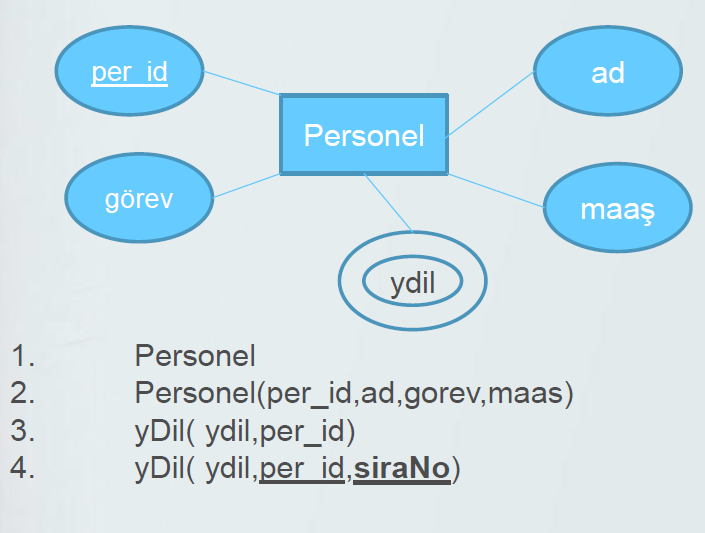 per_id
ad
Personel
görev
maaş
ydil
1. Personel
2. Personel(per_id,ad,gorev,maas)
3. yDil( ydil,per_id)
4. yDil( ydil,per_id,siraNo)